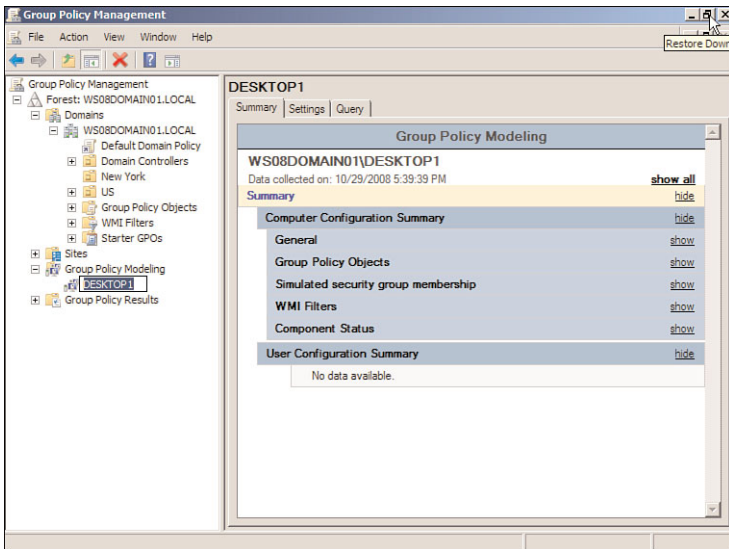 Group Policy Management
File Action View Window Help
Restore Down
Group Policy Management
Forest: WS08DOMAIN01.LOCAL
Domains
WS08DOMAIN01.LOCAL
Default Domain Policy
Domain Controllers
New York
US
Group Policy Objects
WMI Filters
Starter GPOs
Sites
Group Policy Modeling
DESKTOP1
Group Policy Results
DESKTOP1
Summary Settings Query
Group Policy Modeling
WS08DOMAIN01\DESKTOP1
Data collected on: 10/29/2008 5:39:39 PM show all
Summary hide
Computer Configuration Summary hide
General show
Group Policy Objects show
Simulated security group membership show
WMI Filters show
Component Status show
User Configuration Summary hide
No data available.